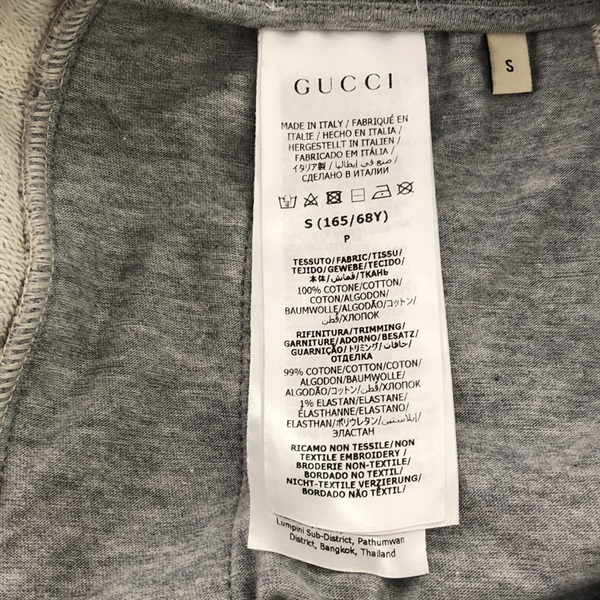 GUCCI
S
MADE IN ITALY / FABRIQUÉ EN
ITALIE / HECHO EN ITALIA /
HERGESTELLT IN ITALIEN /
FABRICADO EM ITÁLIA /
イタリア製 / صنع في إيطاليا /
СДЕЛАНО В ИТАЛИИ
S (165/68Y)
P
TESSUTO/FABRIC/TISSU/
TEJIDO/GEWEBE/TECIDO/
本体/قماش/ТКАНЬ
100% COTONE/COTTON/
COTON/ALGODON/
BAUMWOLLE/ALGODÃO/コットン/
قطن/ХЛОПОК
RIFINITURA/TRIMMING/
GARNITURE/ADORNO/BESATZ/
GUARNIÇÃO/トリミング/حافات/
ОТДЕЛКА
99% COTONE/COTTON/COTON/
ALGODON/BAUMWOLLE/
ALGODÃO/コットン/قطن/ХЛОПОК
1% ELASTAN/ELASTANE/
ÉLASTHANNE/ELASTANO/
ELASTHAN/ポリウレタン/إيلاستين/
ЭЛАСТАН
RICAMO NON TESSILE/NON
TEXTILE EMBROIDERY/
BRODERIE NON-TEXTILE/
BORDADO NO TEXTIL/
NICHT-TEXTILE VERZIERUNG/
BORDADO NÃO TÊXTIL/
Lumpini Sub-District, Pathumwan
District, Bangkok, Thailand